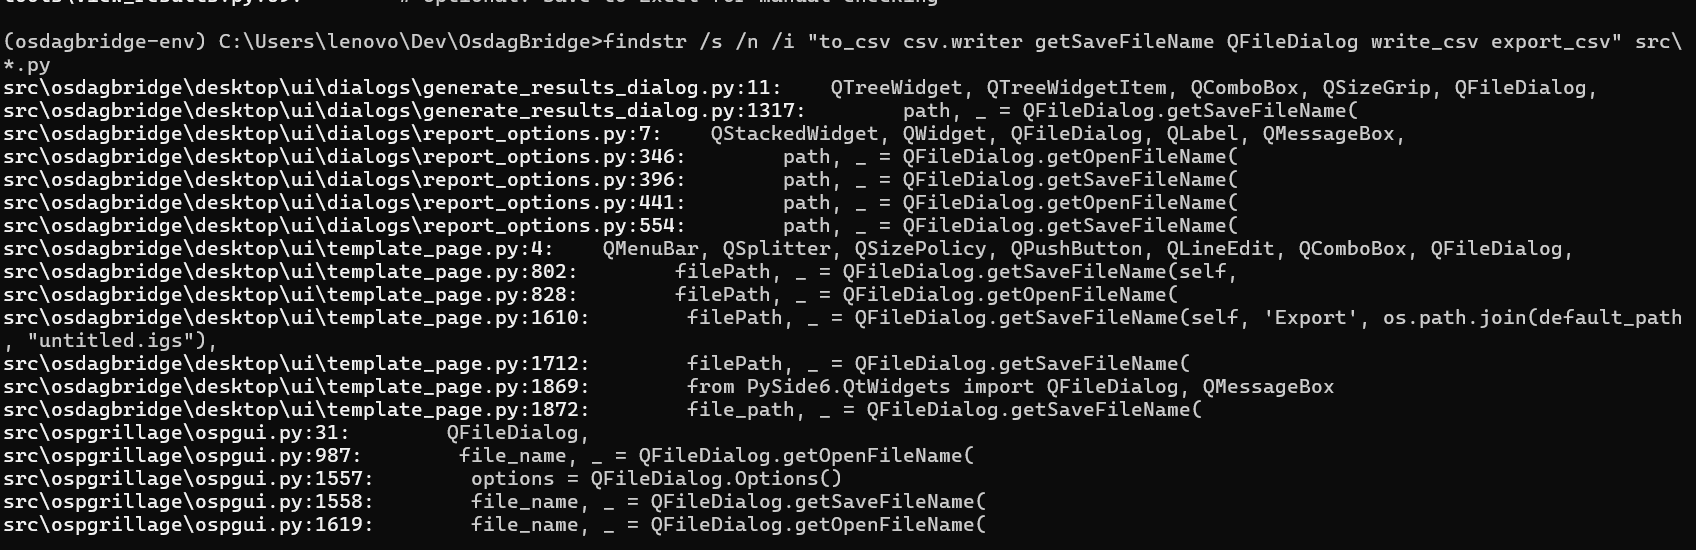 (osdagbridge-env) C:\Users\lenovo\Dev\OsdagBridge>findstr /s /n /i "to_csv csv.writer getSaveFileName QFileDialog write_csv export_csv" src\
*.py
src\osdagbridge\desktop\ui\dialogs\generate_results_dialog.py:11:    QTreeWidget, QTreeWidgetItem, QComboBox, QSizeGrip, QFileDialog,
src\osdagbridge\desktop\ui\dialogs\generate_results_dialog.py:1317:        path, _ = QFileDialog.getSaveFileName(
src\osdagbridge\desktop\ui\dialogs\report_options.py:7:    QStackedWidget, QWidget, QFileDialog, QLabel, QMessageBox,
src\osdagbridge\desktop\ui\dialogs\report_options.py:346:        path, _ = QFileDialog.getOpenFileName(
src\osdagbridge\desktop\ui\dialogs\report_options.py:396:        path, _ = QFileDialog.getSaveFileName(
src\osdagbridge\desktop\ui\dialogs\report_options.py:441:        path, _ = QFileDialog.getOpenFileName(
src\osdagbridge\desktop\ui\dialogs\report_options.py:554:        path, _ = QFileDialog.getSaveFileName(
src\osdagbridge\desktop\ui\template_page.py:4:    QMenuBar, QSplitter, QSizePolicy, QPushButton, QLineEdit, QComboBox, QFileDialog,
src\osdagbridge\desktop\ui\template_page.py:802:        filePath, _ = QFileDialog.getSaveFileName(self,
src\osdagbridge\desktop\ui\template_page.py:828:        filePath, _ = QFileDialog.getOpenFileName(
src\osdagbridge\desktop\ui\template_page.py:1610:        filePath, _ = QFileDialog.getSaveFileName(self, 'Export', os.path.join(default_path
, "untitled.igs"),
src\osdagbridge\desktop\ui\template_page.py:1712:        filePath, _ = QFileDialog.getSaveFileName(
src\osdagbridge\desktop\ui\template_page.py:1869:        from PySide6.QtWidgets import QFileDialog, QMessageBox
src\osdagbridge\desktop\ui\template_page.py:1872:        file_path, _ = QFileDialog.getSaveFileName(
src\ospgrillage\ospgui.py:31:        QFileDialog,
src\ospgrillage\ospgui.py:987:       file_name, _ = QFileDialog.getOpenFileName(
src\ospgrillage\ospgui.py:1557:        options = QFileDialog.Options()
src\ospgrillage\ospgui.py:1558:        file_name, _ = QFileDialog.getSaveFileName(
src\ospgrillage\ospgui.py:1619:        file_name, _ = QFileDialog.getOpenFileName(